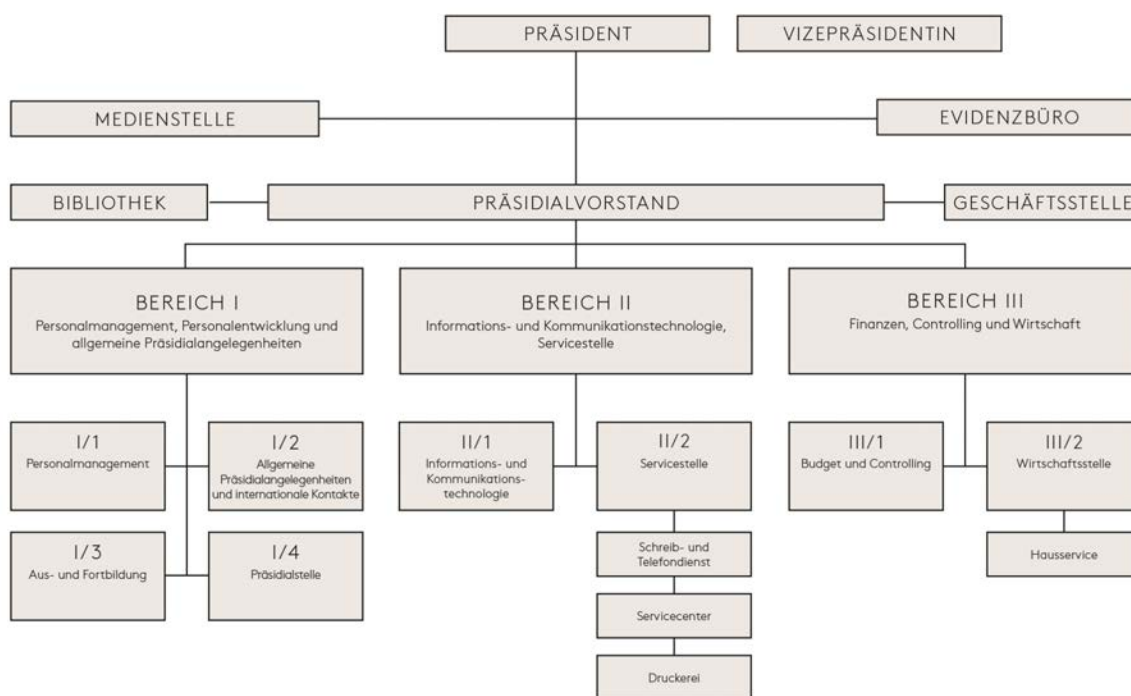 PRÄSIDENT
VIZEPRÄSIDENTIN
MEDIENSTELLE
EVIDENZBÜRO
BIBLIOTHEK
PRÄSIDIALVORSTAND
GESCHÄFTSSTELLE
BEREICH I
Personalmanagement, Personalentwicklung und
allgemeine Präsidialangelegenheiten
BEREICH II
Informations- und Kommunikationstechnologie,
Servicestelle
BEREICH III
Finanzen, Controlling und Wirtschaft
I/1
Personalmanagement
I/2
Allgemeine
Präsidialangelegenheiten
und internationale Kontakte
II/1
Informations- und
Kommunikations-
technologie
II/2
Servicestelle
III/1
Budget und Controlling
III/2
Wirtschaftsstelle
I/3
Aus- und Fortbildung
I/4
Präsidialstelle
Schreib- und
Telefondienst
Hausservice
Servicecenter
Druckerei